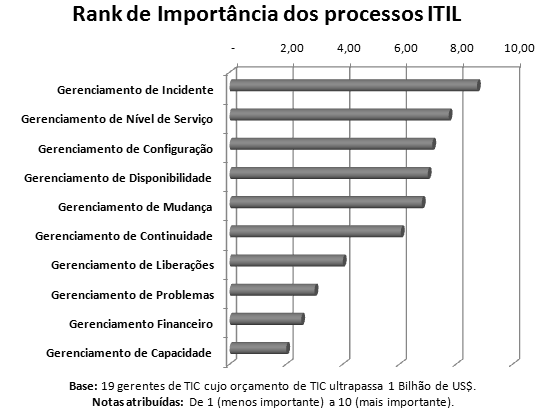 Rank de Importância dos processos ITIL
- 2,00 4,00 6,00 8,00 10,00
Gerenciamento de Incidente
Gerenciamento de Nível de Serviço
Gerenciamento de Configuração
Gerenciamento de Disponibilidade
Gerenciamento de Mudança
Gerenciamento de Continuidade
Gerenciamento de Liberações
Gerenciamento de Problemas
Gerenciamento Financeiro
Gerenciamento de Capacidade
Base: 19 gerentes de TIC cujo orçamento de TIC ultrapassa 1 Bilhão de US$.
Notas atribuídas: De 1 (menos importante) a 10 (mais importante).